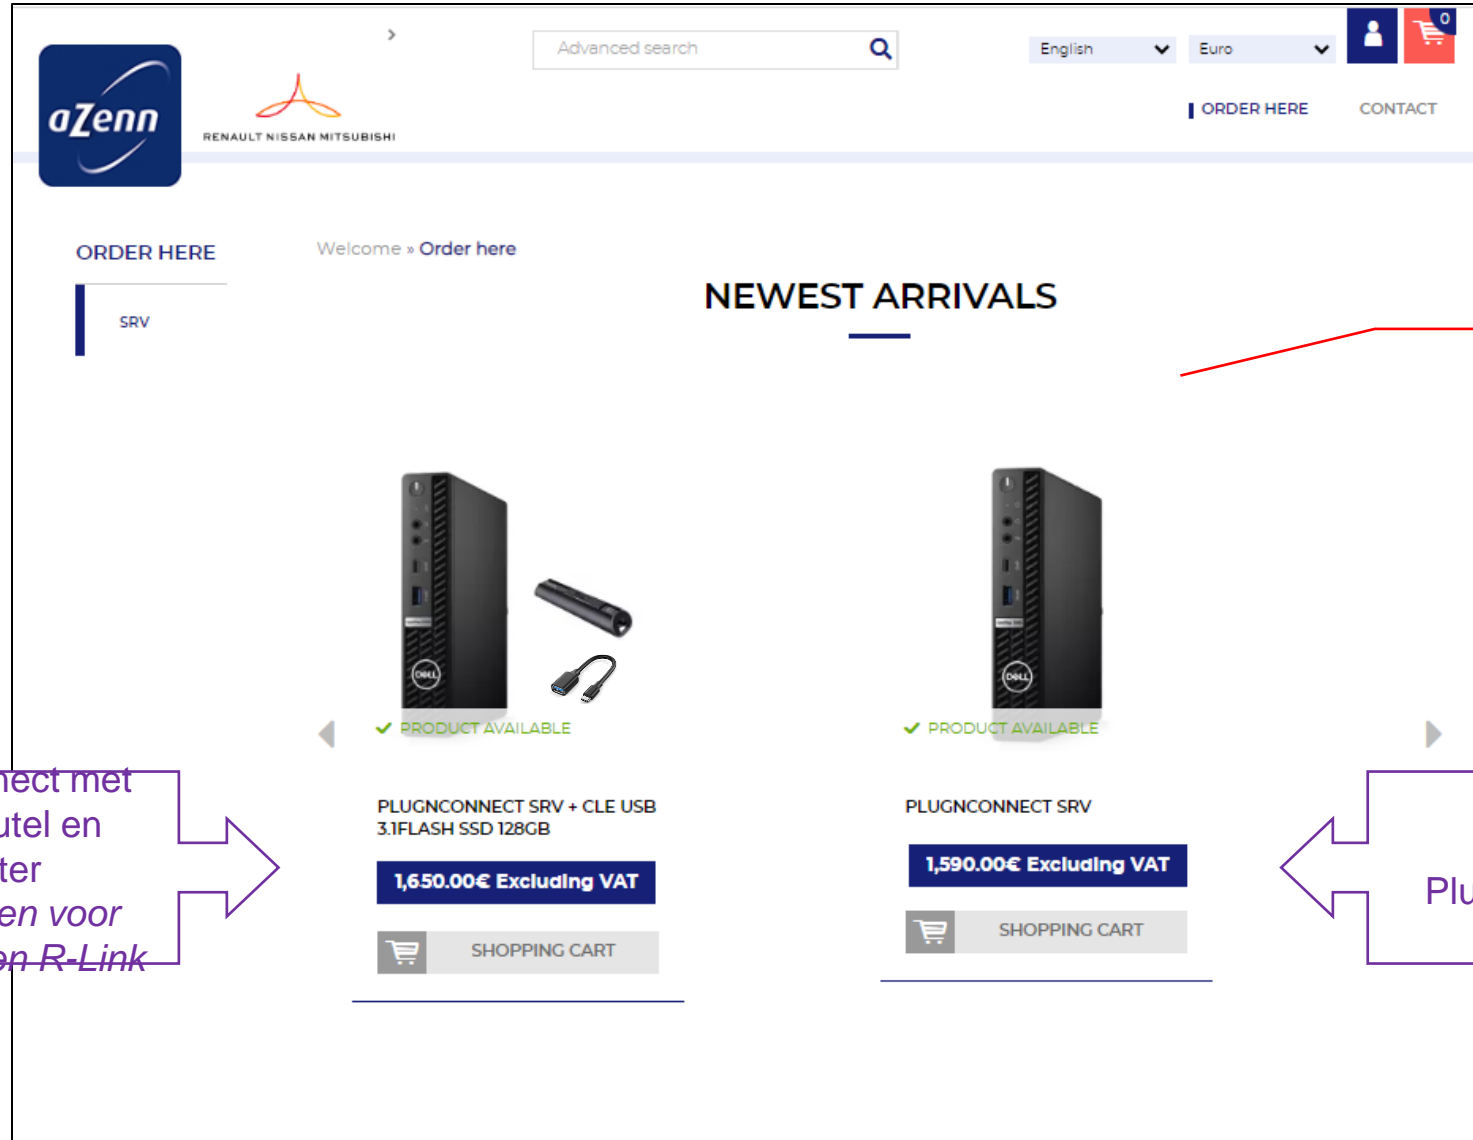 Advanced search
English
Euro
0
aZenn
RENAULT NISSAN MITSUBISHI
ORDER HERE
CONTACT
ORDER HERE
SRV
Welcome » Order here
NEWEST ARRIVALS
DELL
DELL
PRODUCT AVAILABLE
PRODUCT AVAILABLE
nect met
utel en
ter
en voor
en R-Link
PLUGNCONNECT SRV + CLE USB
3.1FLASH SSD 128GB
1,650.00€ Excluding VAT
SHOPPING CART
PLUGNCONNECT SRV
1,590.00€ Excluding VAT
SHOPPING CART
Plu